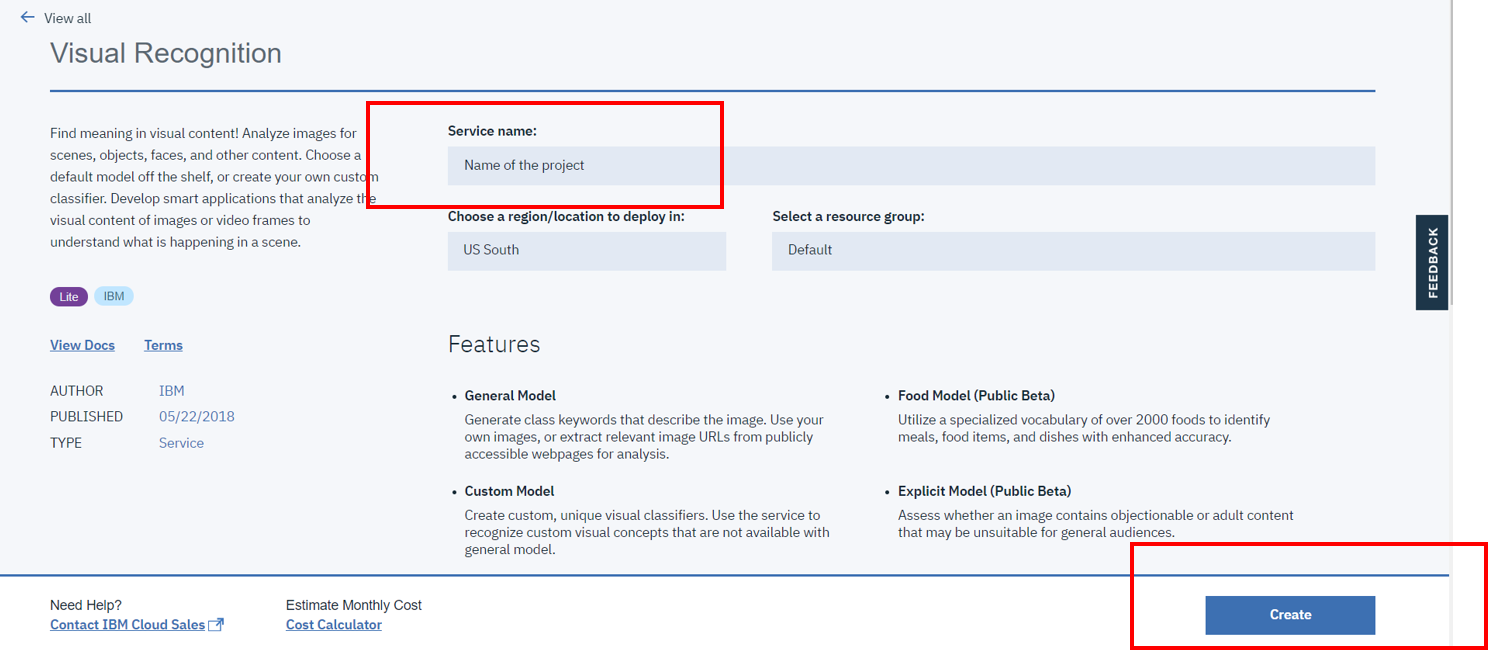 View all
Visual Recognition
Find meaning in visual content! Analyze images for
scenes, objects, faces, and other content. Choose a
default model off the shelf, or create your own custom
classifier. Develop smart applications that analyze the
visual content of images or video frames to
understand what is happening in a scene.
Lite IBM
View Docs Terms
AUTHOR IBM
PUBLISHED 05/22/2018
TYPE Service
Service name:
Name of the project
Choose a region/location to deploy in: Select a resource group:
US South Default
Features
• General Model
Generate class keywords that describe the image. Use your
own images, or extract relevant image URLs from publicly
accessible webpages for analysis.
• Food Model (Public Beta)
Utilize a specialized vocabulary of over 2000 foods to identify
meals, food items, and dishes with enhanced accuracy.
• Custom Model
Create custom, unique visual classifiers. Use the service to
recognize custom visual concepts that are not available with
general model.
• Explicit Model (Public Beta)
Assess whether an image contains objectionable or adult content
that may be unsuitable for general audiences.
FEEDBACK
Need Help?
Contact IBM Cloud Sales
Estimate Monthly Cost
Cost Calculator
Create